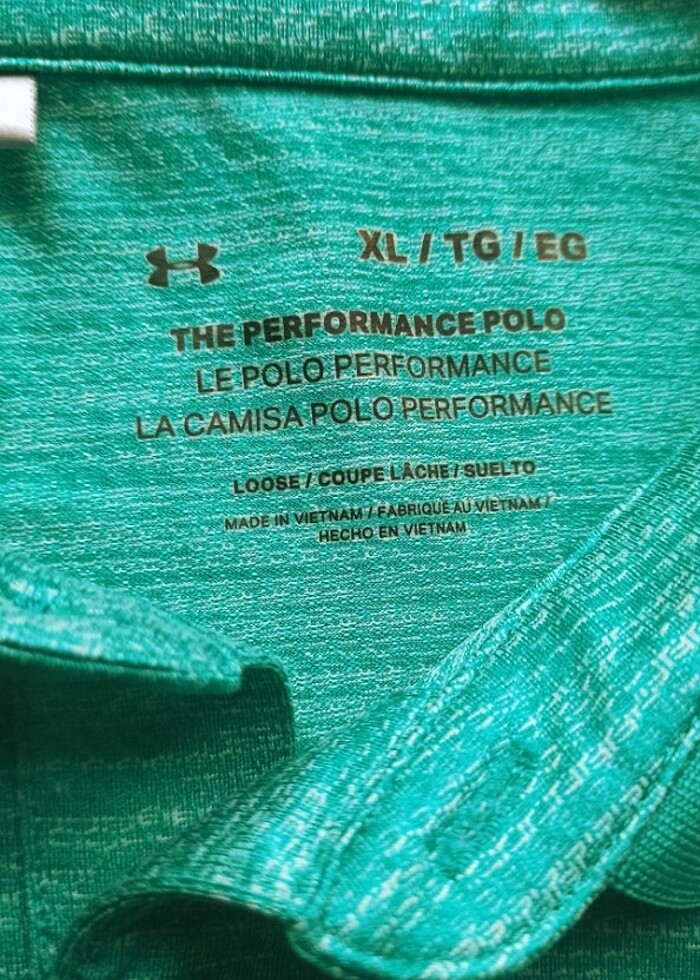 XL / TG / EG
THE PERFORMANCE POLO
LE POLO PERFORMANCE
LA CAMISA POLO PERFORMANCE
LOOSE / COUPE LÂCHE / SUELTO
MADE IN VIETNAM / FABRIQUÉ AU VIETNAM /
HECHO EN VIETNAM